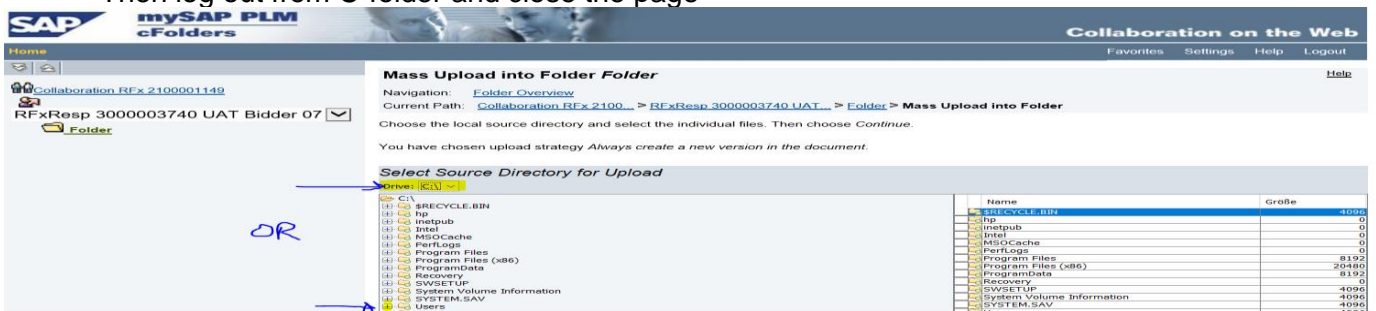 Then log out from C folder and close the page
SAP
mySAP PLM
cFolders
Collaboration on the Web
Home
Favorites Settings Help Logout
Collaboration RFx 2100001149
RFxResp 3000003740 UAT Bidder 07
Folder
Mass Upload into Folder Folder
Help
Navigation: Folder Overview
Current Path: Collaboration RFx 2100... > RFxResp 3000003740 UAT... > Folder > Mass Upload into Folder
Choose the local source directory and select the individual files. Then choose Continue.
You have chosen upload strategy Always create a new version in the document.
Select Source Directory for Upload
Drive: C:\
OR
C:\
$RECYCLE.BIN
hp
inetpub
Intel
MSOCache
PerfLogs
Program Files
Program Files (x86)
ProgramData
Recovery
SWSETUP
System Volume Information
SYSTEM.SAV
Users
Name Größe
$RECYCLE.BIN 4096
hp 0
inetpub 0
Intel 0
MSOCache 0
PerfLogs 0
Program Files 8192
Program Files (x86) 20480
ProgramData 8192
Recovery 0
SWSETUP 4096
System Volume Information 4096
SYSTEM.SAV 4096